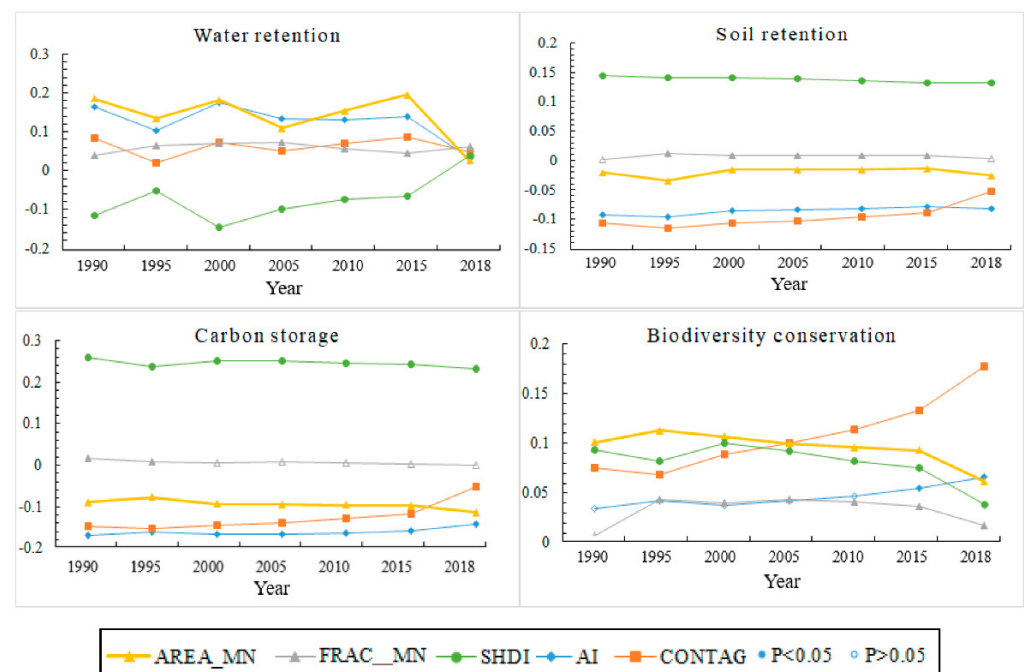 Water retention
0.3
0.2
0.1
0
-0.1
-0.2
1990 1995 2000 2005 2010 2015 2018
Year
Soil retention
0.2
0.15
0.1
0.05
0
-0.05
-0.1
-0.15
1990 1995 2000 2005 2010 2015 2018
Year
Carbon storage
0.3
0.2
0.1
0
-0.1
-0.2
1990 1995 2000 2005 2010 2015 2018
Year
Biodiversity conservation
0.2
0.15
0.1
0.05
0
1990 1995 2000 2005 2010 2015 2018
Year
AREA_MN FRAC__MN SHDI AI CONTAG P<0.05 P>0.05